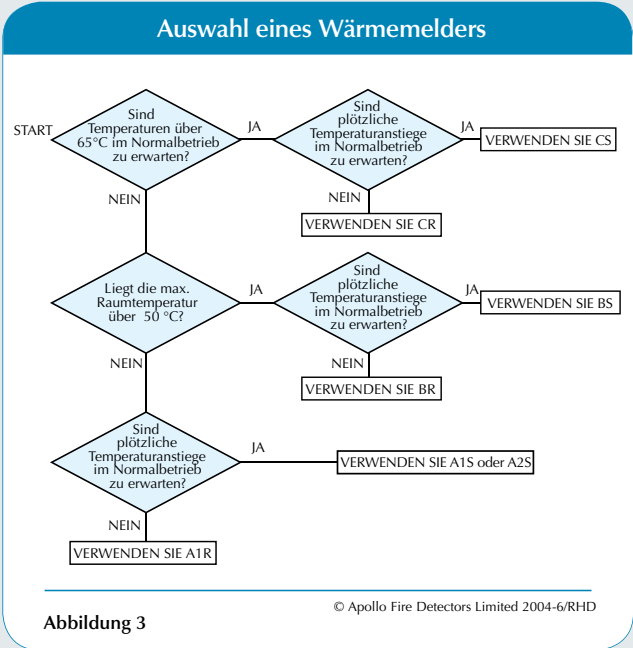 Auswahl eines Wärmemelders
START
Sind
Temperaturen über
65°C im Normalbetrieb
zu erwarten?
JA
Sind
plötzliche
Temperaturanstiege
im Normalbetrieb
zu erwarten?
JA
VERWENDEN SIE CS
NEIN
NEIN
VERWENDEN SIE CR
Liegt die max.
Raumtemperatur
über 50 °C?
JA
Sind
plötzliche
Temperaturanstiege
im Normalbetrieb
zu erwarten?
JA
VERWENDEN SIE BS
NEIN
NEIN
VERWENDEN SIE BR
Sind
plötzliche
Temperaturanstiege
im Normalbetrieb
zu erwarten?
JA
VERWENDEN SIE A1S oder A2S
NEIN
VERWENDEN SIE A1R
© Apollo Fire Detectors Limited 2004-6/RHD
Abbildung 3